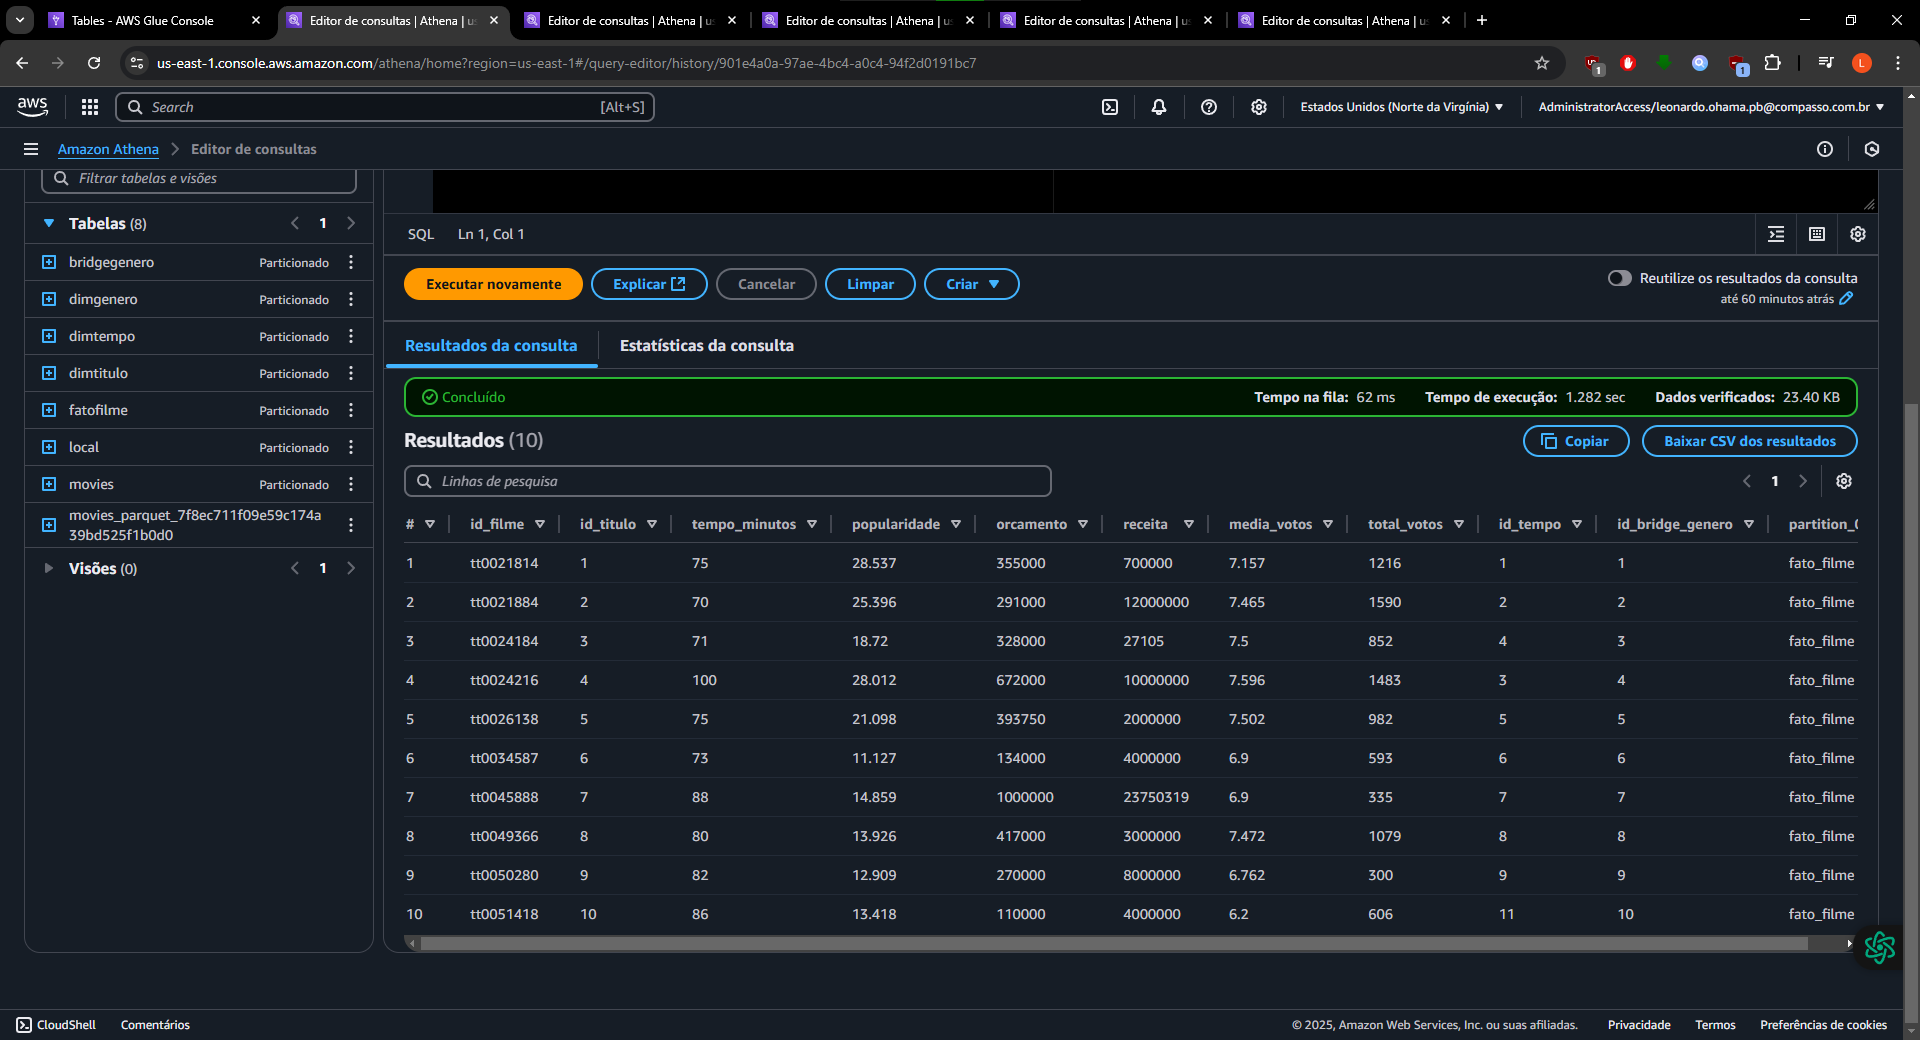 Tables - AWS Glue Console
Editor de consultas | Athena | us
Editor de consultas | Athena | us
Editor de consultas | Athena | us
Editor de consultas | Athena | us
Editor de consultas | Athena | us
us-east-1.console.aws.amazon.com/athena/home?region=us-east-1#/query-editor/history/901e4a0a-97ae-4bc4-a0c4-94f2d0191bc7
1
1
L
aws
Search
[Alt+S]
Estados Unidos (Norte da Virgínia)
AdministratorAccess/leonardo.ohama.pb@compasso.com.br
Amazon Athena
Editor de consultas
Filtrar tabelas e visões
Tabelas (8)
1
bridgegenero Particionado
dimgenero Particionado
dimtempo Particionado
dimtitulo Particionado
fatofilme Particionado
local Particionado
movies Particionado
movies_parquet_7f8ec711f09e59c174a
39bd525f1b0d0
Visões (0)
1
SQL Ln 1, Col 1
Executar novamente Explicar Cancelar Limpar Criar
Reutilize os resultados da consulta
até 60 minutos atrás
Resultados da consulta
Estatísticas da consulta
Concluído
Tempo na fila: 62 ms Tempo de execução: 1.282 sec Dados verificados: 23.40 KB
Resultados (10)
Copiar
Baixar CSV dos resultados
Linhas de pesquisa
1
# id_filme id_titulo tempo_minutos popularidade orcamento receita media_votos total_votos id_tempo id_bridge_genero partition_0
1 tt0021814 1 75 28.537 355000 700000 7.157 1216 1 1 fato_filme
2 tt0021884 2 70 25.396 291000 12000000 7.465 1590 2 2 fato_filme
3 tt0024184 3 71 18.72 328000 27105 7.5 852 4 3 fato_filme
4 tt0024216 4 100 28.012 672000 10000000 7.596 1483 3 4 fato_filme
5 tt0026138 5 75 21.098 393750 2000000 7.502 982 5 5 fato_filme
6 tt0034587 6 73 11.127 134000 4000000 6.9 593 6 6 fato_filme
7 tt0045888 7 88 14.859 1000000 23750319 6.9 335 7 7 fato_filme
8 tt0049366 8 80 13.926 417000 3000000 7.472 1079 8 8 fato_filme
9 tt0050280 9 82 12.909 270000 8000000 6.762 300 9 9 fato_filme
10 tt0051418 10 86 13.418 110000 4000000 6.2 606 11 10 fato_filme
CloudShell Comentários
© 2025, Amazon Web Services, Inc. ou suas afiliadas. Privacidade Termos Preferências de cookies